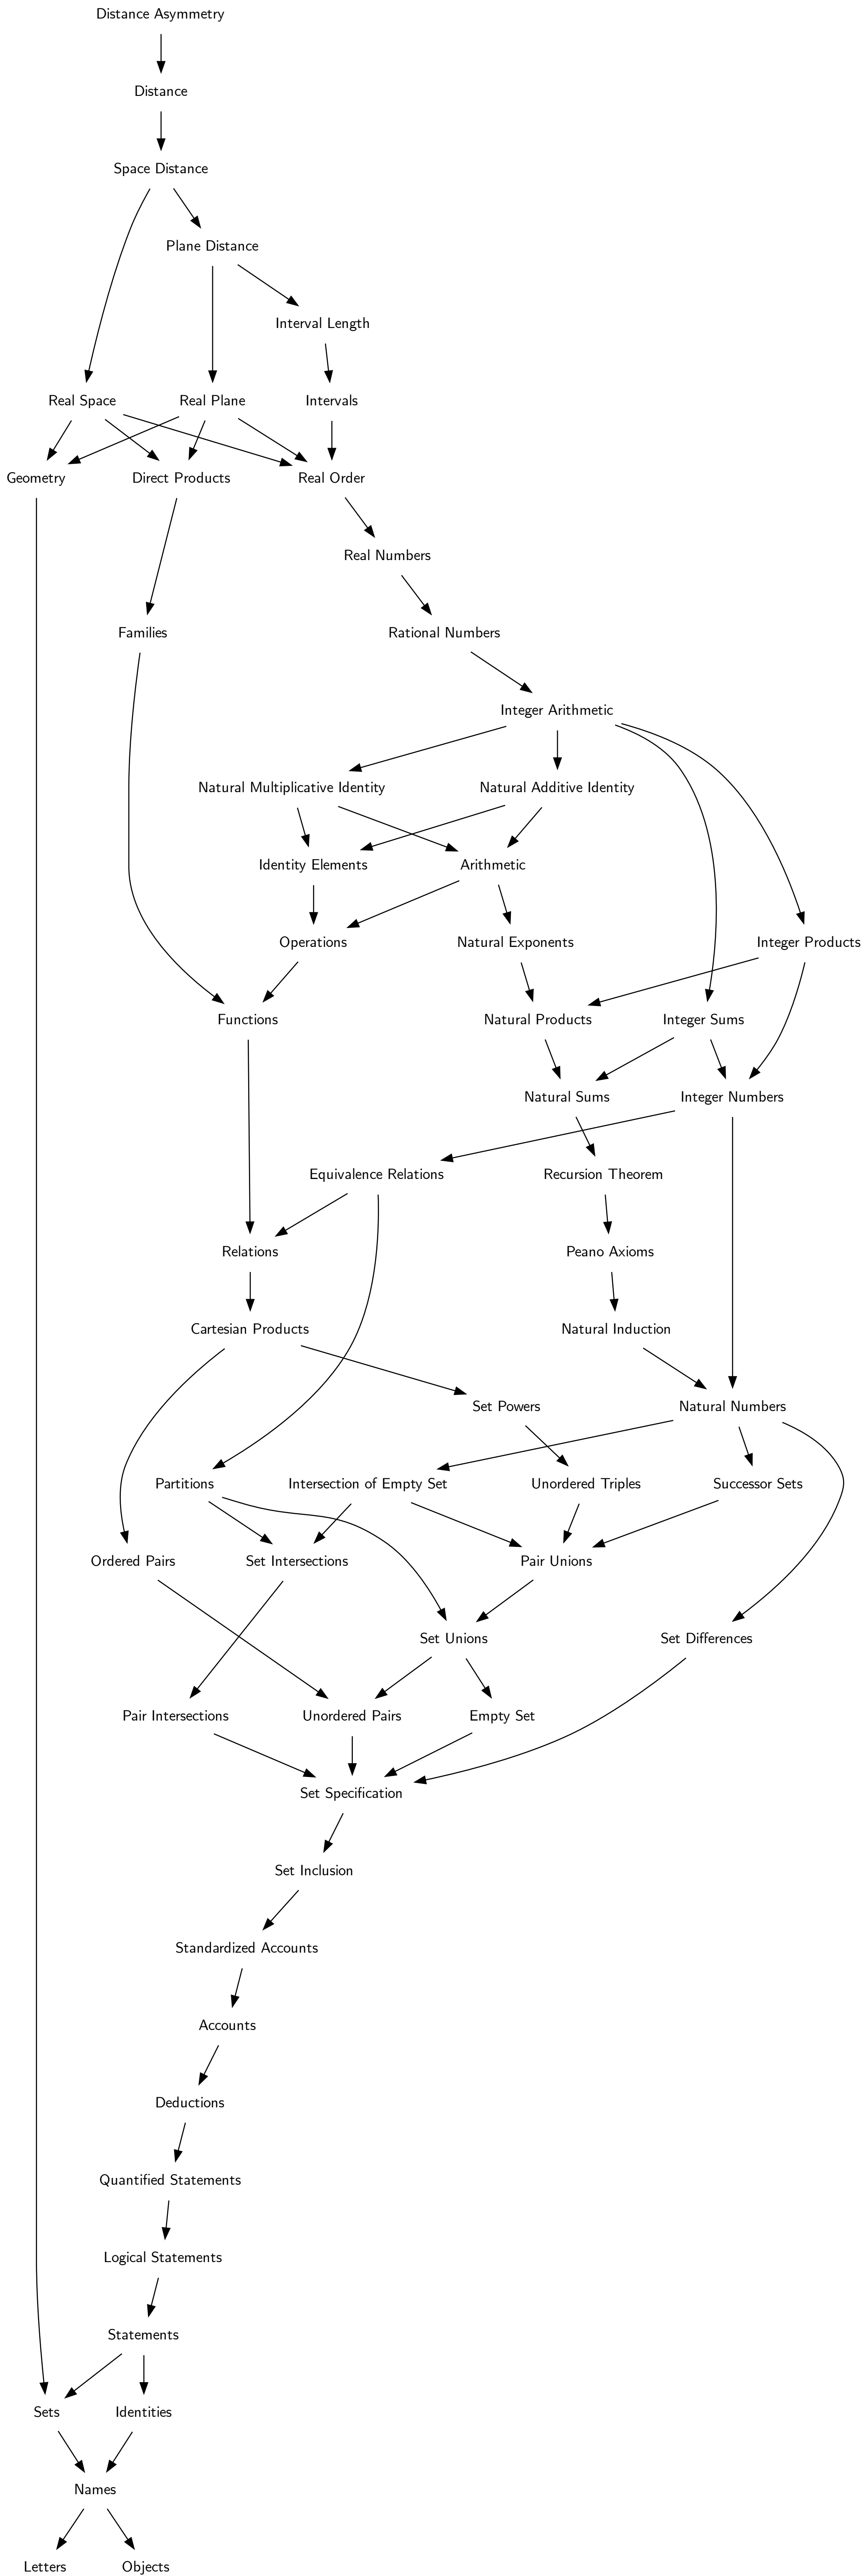 Distance Asymmetry
Distance
Space Distance
Plane Distance
Interval Length
Real Space
Real Plane
Intervals
Geometry
Direct Products
Real Order
Real Numbers
Families
Rational Numbers
Integer Arithmetic
Natural Multiplicative Identity
Natural Additive Identity
Identity Elements
Arithmetic
Operations
Natural Exponents
Integer Products
Functions
Natural Products
Integer Sums
Natural Sums
Integer Numbers
Equivalence Relations
Recursion Theorem
Relations
Peano Axioms
Cartesian Products
Natural Induction
Set Powers
Natural Numbers
Partitions
Intersection of Empty Set
Unordered Triples
Successor Sets
Ordered Pairs
Set Intersections
Pair Unions
Set Unions
Set Differences
Pair Intersections
Unordered Pairs
Empty Set
Set Specification
Set Inclusion
Standardized Accounts
Accounts
Deductions
Quantified Statements
Logical Statements
Statements
Sets
Identities
Names
Letters
Objects